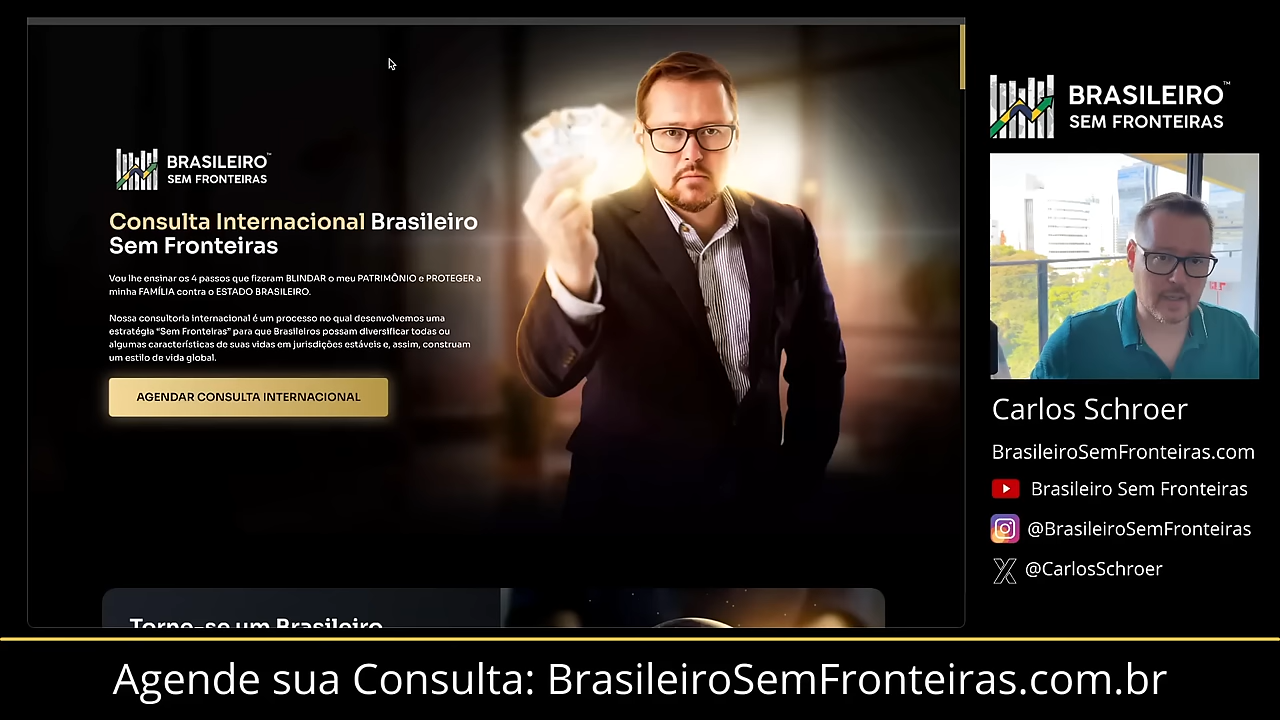 BRASILEIRO™
SEM FRONTEIRAS
Consulta Internacional Brasileiro
Sem Fronteiras
Vou lhe ensinar os 4 passos que fizeram BLINDAR o meu PATRIMÔNIO e PROTEGER a
minha FAMÍLIA contra o ESTADO BRASILEIRO.
Nossa consultoria internacional é um processo no qual desenvolvemos uma
estratégia “Sem Fronteiras” para que Brasileiros possam diversificar todas ou
algumas características de suas vidas em jurisdições estáveis e, assim, construam
um estilo de vida global.
AGENDAR CONSULTA INTERNACIONAL
Torne-se um Brasileiro
BRASILEIRO™
SEM FRONTEIRAS
Carlos Schroer
BrasileiroSemFronteiras.com
Brasileiro Sem Fronteiras
@BrasileiroSemFronteiras
@CarlosSchroer
Agende sua Consulta: BrasileiroSemFronteiras.com.br